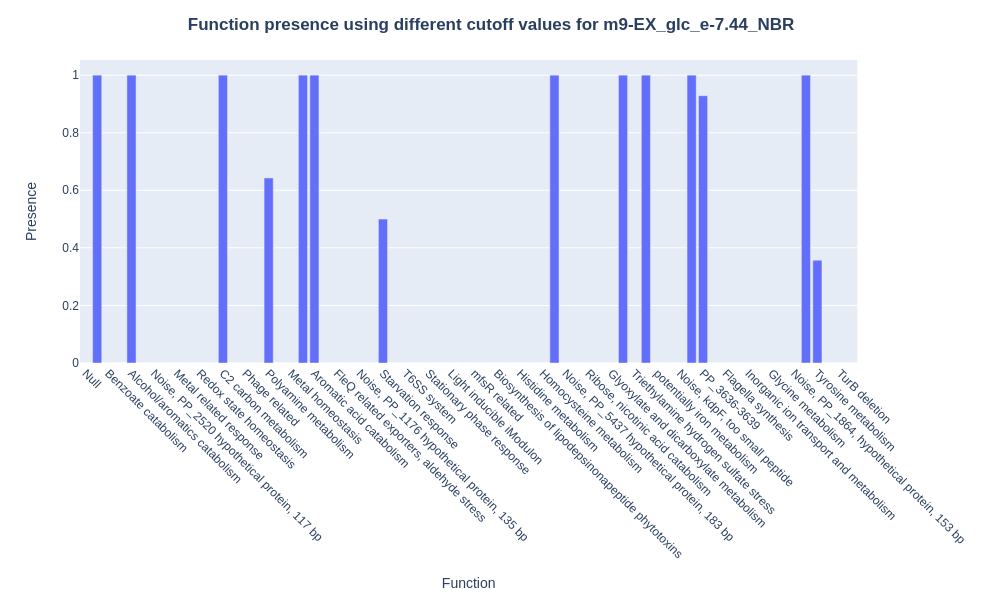 Function presence using different cutoff values for m9-EX_glc_e-7.44_NBR
Presence
1
0.8
0.6
0.4
0.2
0
Null
Benzoate catabolism
Alcohol/aromatics catabolism
Noise, PP_2520 hypothetical protein, 117 bp
Metal related response
Redox state homeostasis
C2 carbon metabolism
Phage related
Polyamine metabolism
Metal homestasis
Aromatic acid catabolism
FleQ related exporters, aldehyde stress
Noise, PP_1176 hypothetical protein, 135 bp
Starvation response
T6SS system
Stationary phase response
Light inducible iModulon
mfsR related
Biosynthesis of lipodepsinonapeptide phytotoxins
Histidine metabolism
Homocysteine metabolism
Noise, PP_5437 hypothetical protein, 183 bp
Ribose, nicotinic acid catabolism
Glyoxylate and dicarboxylate metabolism
Triethylamine hydrogen sulfate stress
potentially iron metabolism
Noise, kdpF, too small peptide
PP_3636-3639
Flagella synthesis
Inorganic ion transport and metabolism
Glycine metabolism
Noise, PP_1864, hypothetical protein, 153 bp
Tyrosine metabolism
TurB deletion
Function